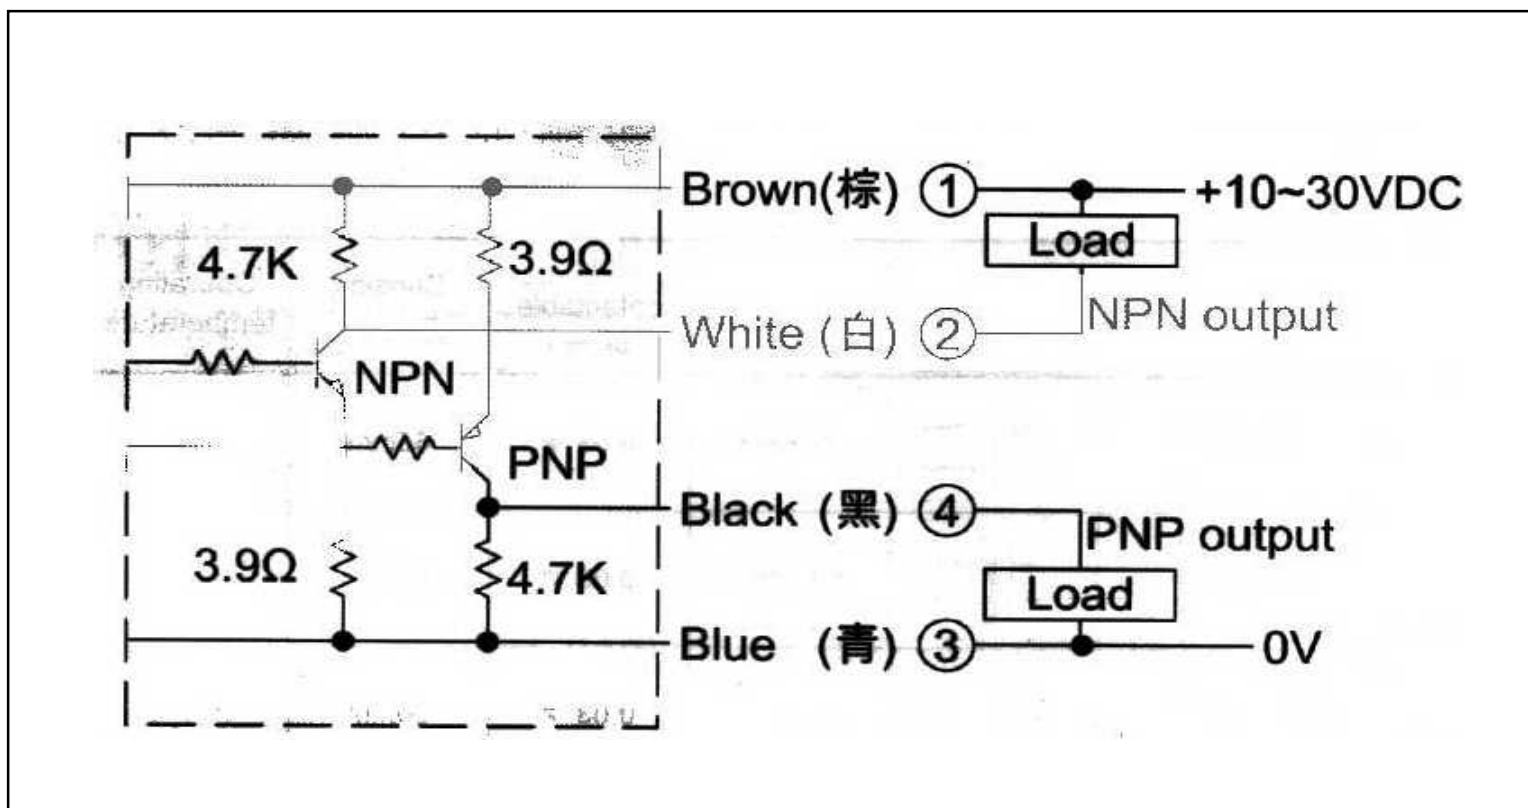 Brown(棕) ① +10~30VDC
Load
4.7K
3.9Ω
White (白) ② NPN output
NPN
PNP
Black (黑) ④ PNP output
3.9Ω
4.7K
Load
Blue (青) ③ 0V